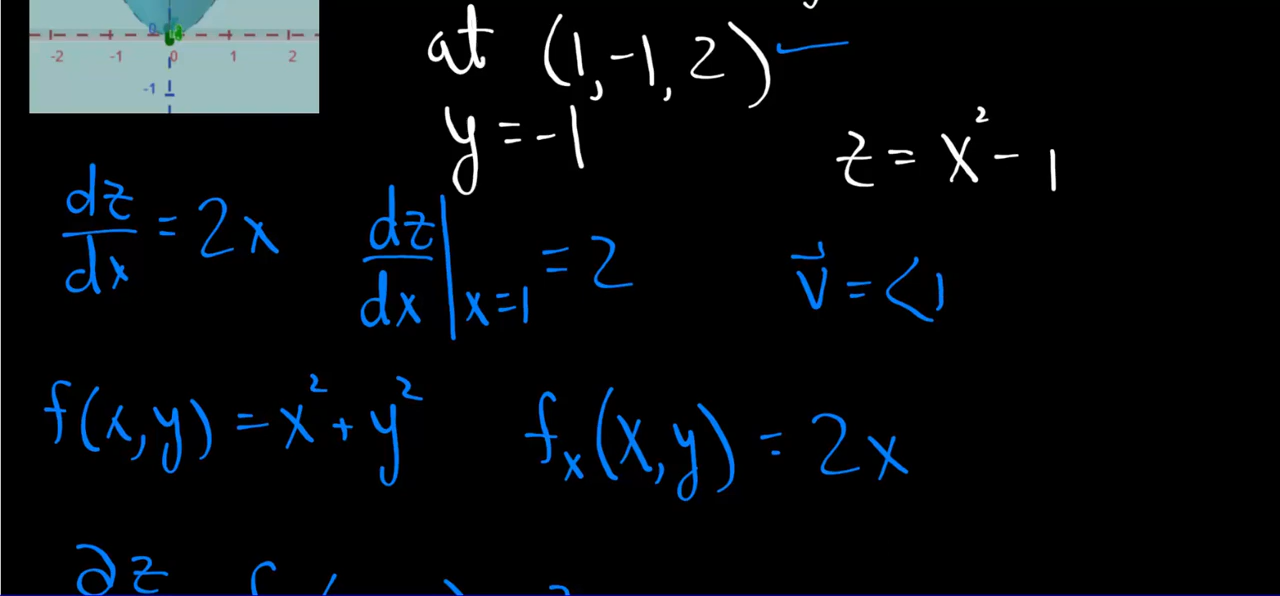 at (1,-1,2)
y=-1
z = x² - 1
-2 -1 0 0 1 2
-1
dz/dx = 2x
dz/dx | x=1 = 2
v⃗ = <1
f(x,y) = x² + y²
fₓ(x,y) = 2x
∂z